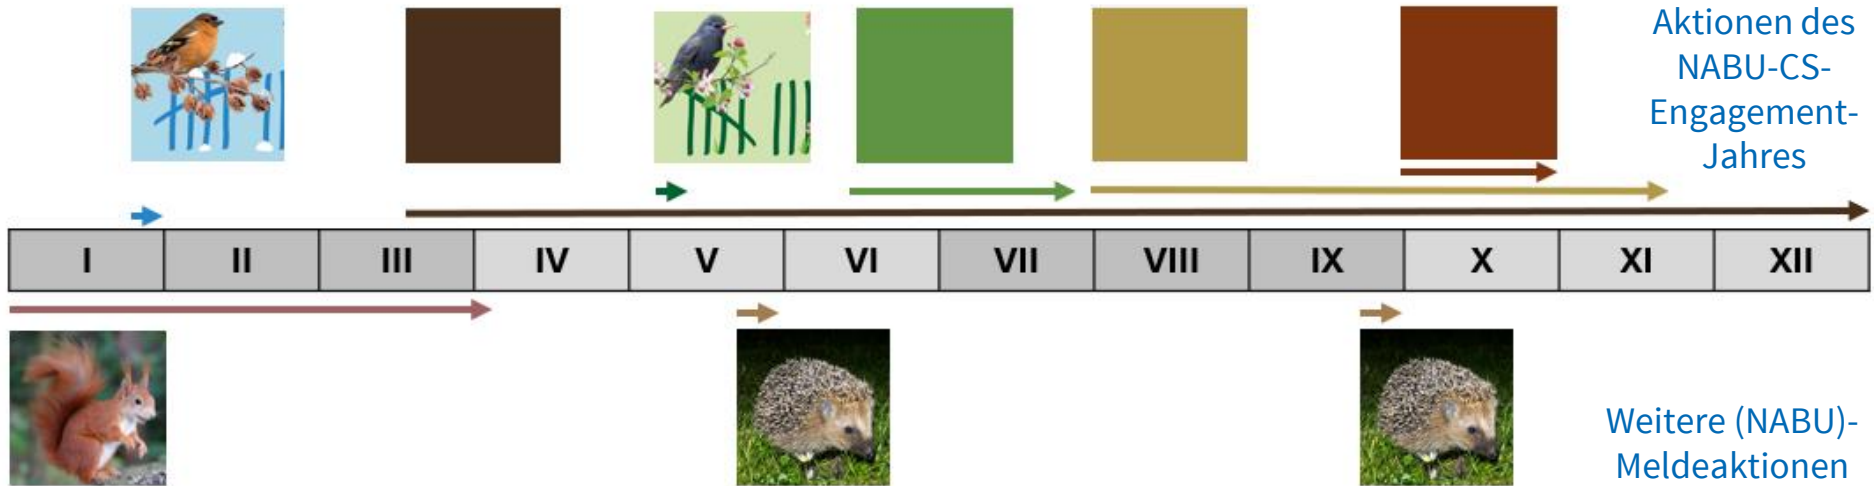 Aktionen des
NABU-CS-
Engagement-
Jahres
I II III IV V VI VII VIII IX X XI XII
Weitere (NABU)-
Meldeaktionen